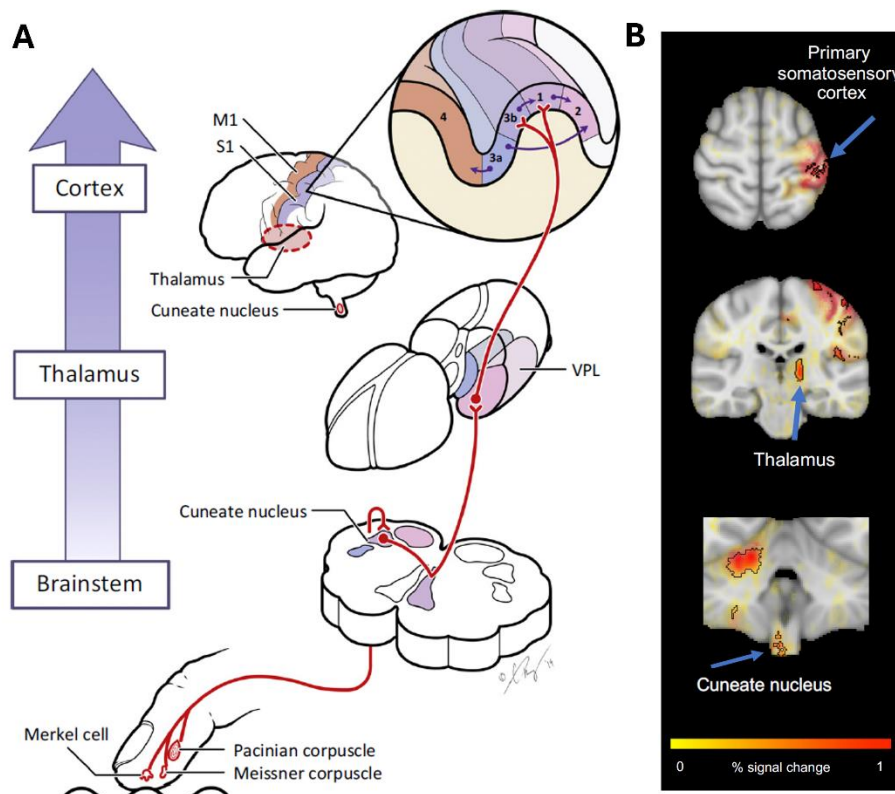 A
M1
S1
Cortex
Thalamus
Cuneate nucleus
4
3a
3b
1
2
Thalamus
VPL
Cuneate nucleus
Brainstem
Merkel cell
Pacinian corpuscle
Meissner corpuscle
B
Primary
somatosensory
cortex
Thalamus
Cuneate nucleus
0 % signal change 1